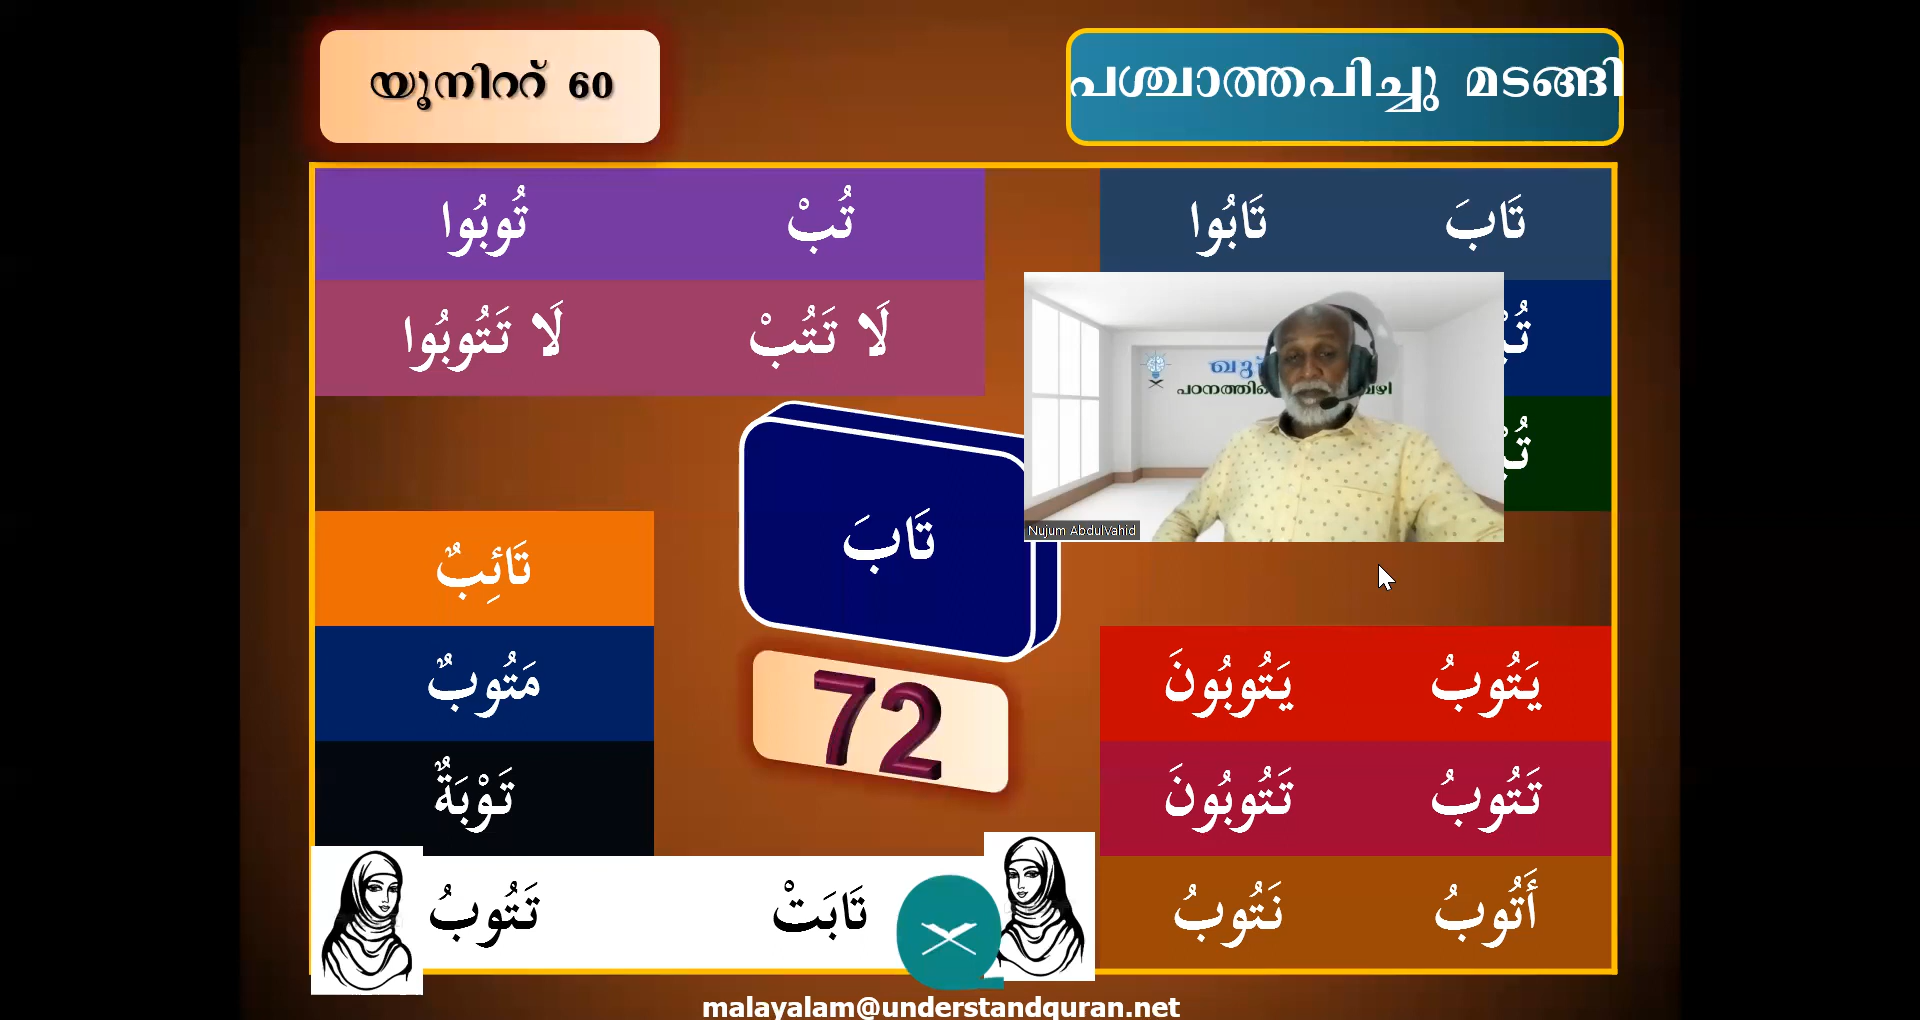 യൂനിററ് 60
പശ്ചാത്തപിച്ചു മടങ്ങി
تَابَ تَابُوا
تُبْ تُوبُوا
لَا تَتُبْ لَا تَتُوبُوا
تَابَ
72
Nujum AbdulVahid
تَائِبٌ
مَتُوبٌ
تَوْبَةٌ
يَتُوبُ يَتُوبُونَ
تَتُوبُ تَتُوبُونَ
أَتُوبُ نَتُوبُ
تَابَتْ تَتُوبُ
malayalam@understandquran.net